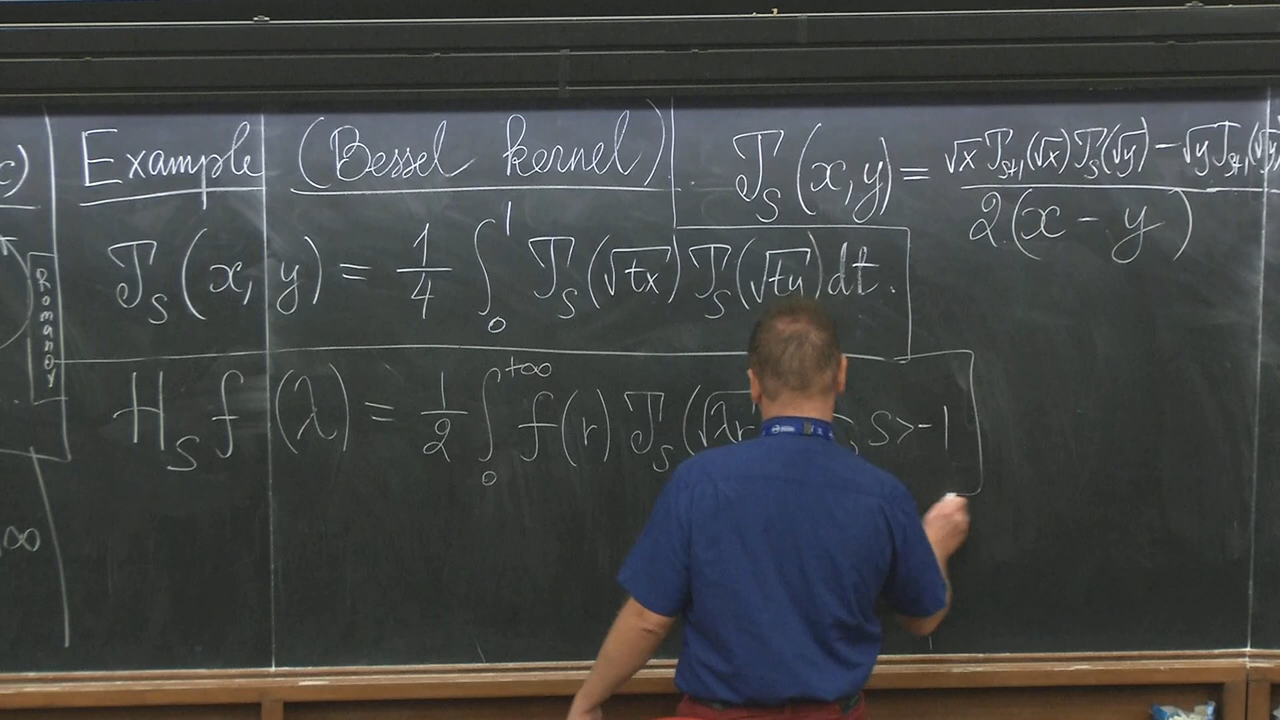 c)
Example (Bessel kernel)
J_S(x,y) = (√x J_{S+1}(√x) J_S(√y) − √y J_{S+1}(√y
2(x − y)
J_S(x,y) = 1/4 ∫_0^1 J_S(√tx) J_S(√ty) dt.
Romanov
H_S f(λ) = 1/2 ∫_0^{+∞} f(r) J_S(√λr , S>-1
∞